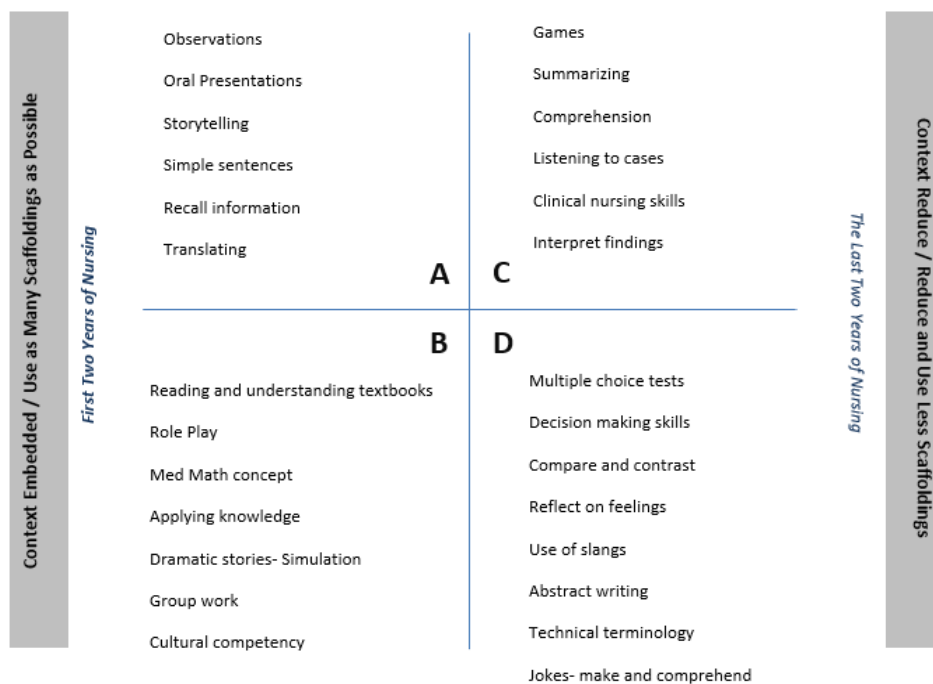 Context Embedded / Use as Many Scaffoldings as Possible
First Two Years of Nursing
Observations
Oral Presentations
Storytelling
Simple sentences
Recall information
Translating
A
B
Reading and understanding textbooks
Role Play
Med Math concept
Applying knowledge
Dramatic stories- Simulation
Group work
Cultural competency
Games
Summarizing
Comprehension
Listening to cases
Clinical nursing skills
Interpret findings
C
D
Multiple choice tests
Decision making skills
Compare and contrast
Reflect on feelings
Use of slangs
Abstract writing
Technical terminology
Jokes- make and comprehend
The Last Two Years of Nursing
Context Reduce / Reduce and Use Less Scaffoldings